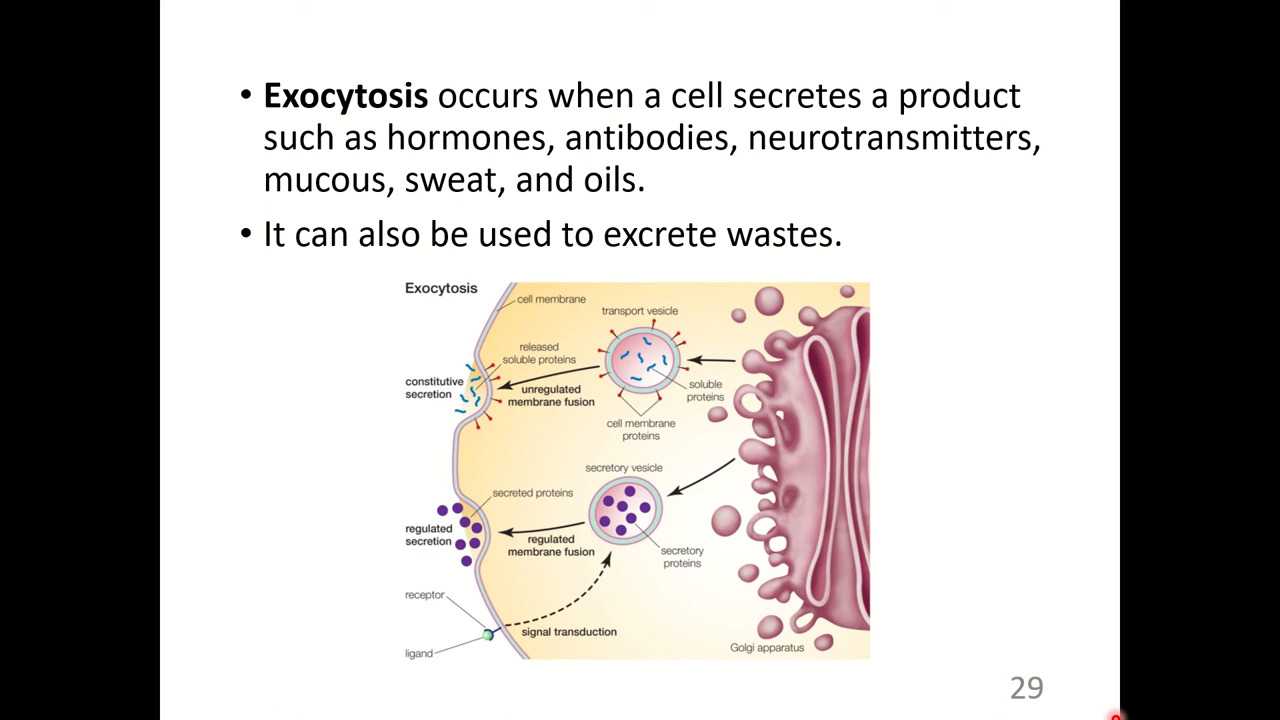 • Exocytosis occurs when a cell secretes a product
such as hormones, antibodies, neurotransmitters,
mucous, sweat, and oils.
• It can also be used to excrete wastes.
Exocytosis
cell membrane
transport vesicle
released
soluble proteins
constitutive
secretion
unregulated
membrane fusion
soluble
proteins
cell membrane
proteins
secretory vesicle
secreted proteins
regulated
secretion
regulated
membrane fusion
secretory
proteins
receptor
signal transduction
ligand
Golgi apparatus
29